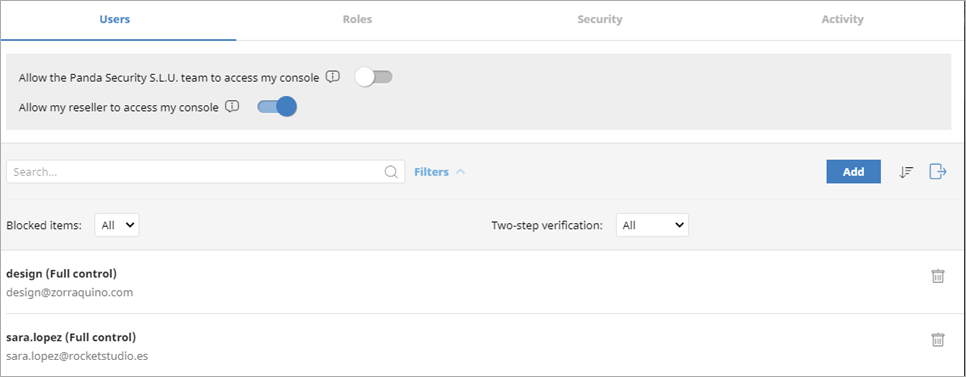 Users Roles Security Activity
Allow the Panda Security S.L.U. team to access my console
Allow my reseller to access my console
Search... Filters Add
Blocked items: All Two-step verification: All
design (Full control)
design@zorraquino.com
sara.lopez (Full control)
sara.lopez@rocketstudio.es